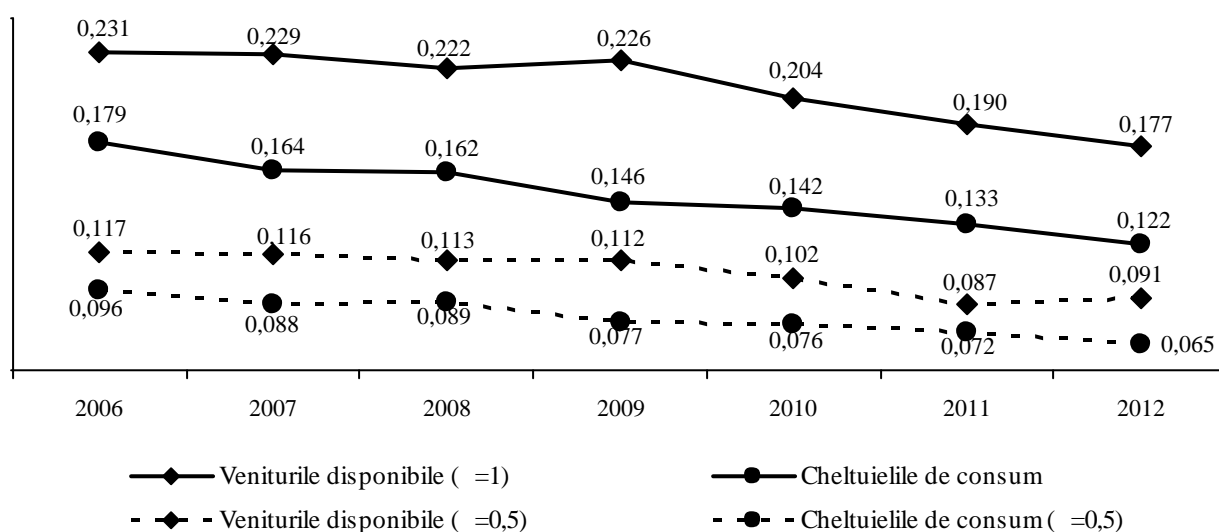 0,231 0,229 0,222 0,226 0,204 0,190 0,177
0,179 0,164 0,162 0,146 0,142 0,133 0,122
0,117 0,116 0,113 0,112 0,102 0,087 0,091
0,096 0,088 0,089 0,077 0,076 0,072 0,065
2006 2007 2008 2009 2010 2011 2012
Veniturile disponibile ( =1) Cheltuielile de consum
Veniturile disponibile ( =0,5) Cheltuielile de consum ( =0,5)